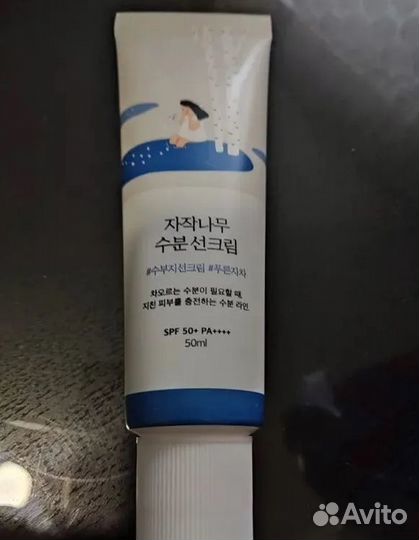 자작나무
수분 선크림
#수부지선크림 #푸른자차
차오르는 수분이 필요할 때,
지친 피부를 충전하는 수분 라인
SPF 50+ PA++++
50ml
Avito